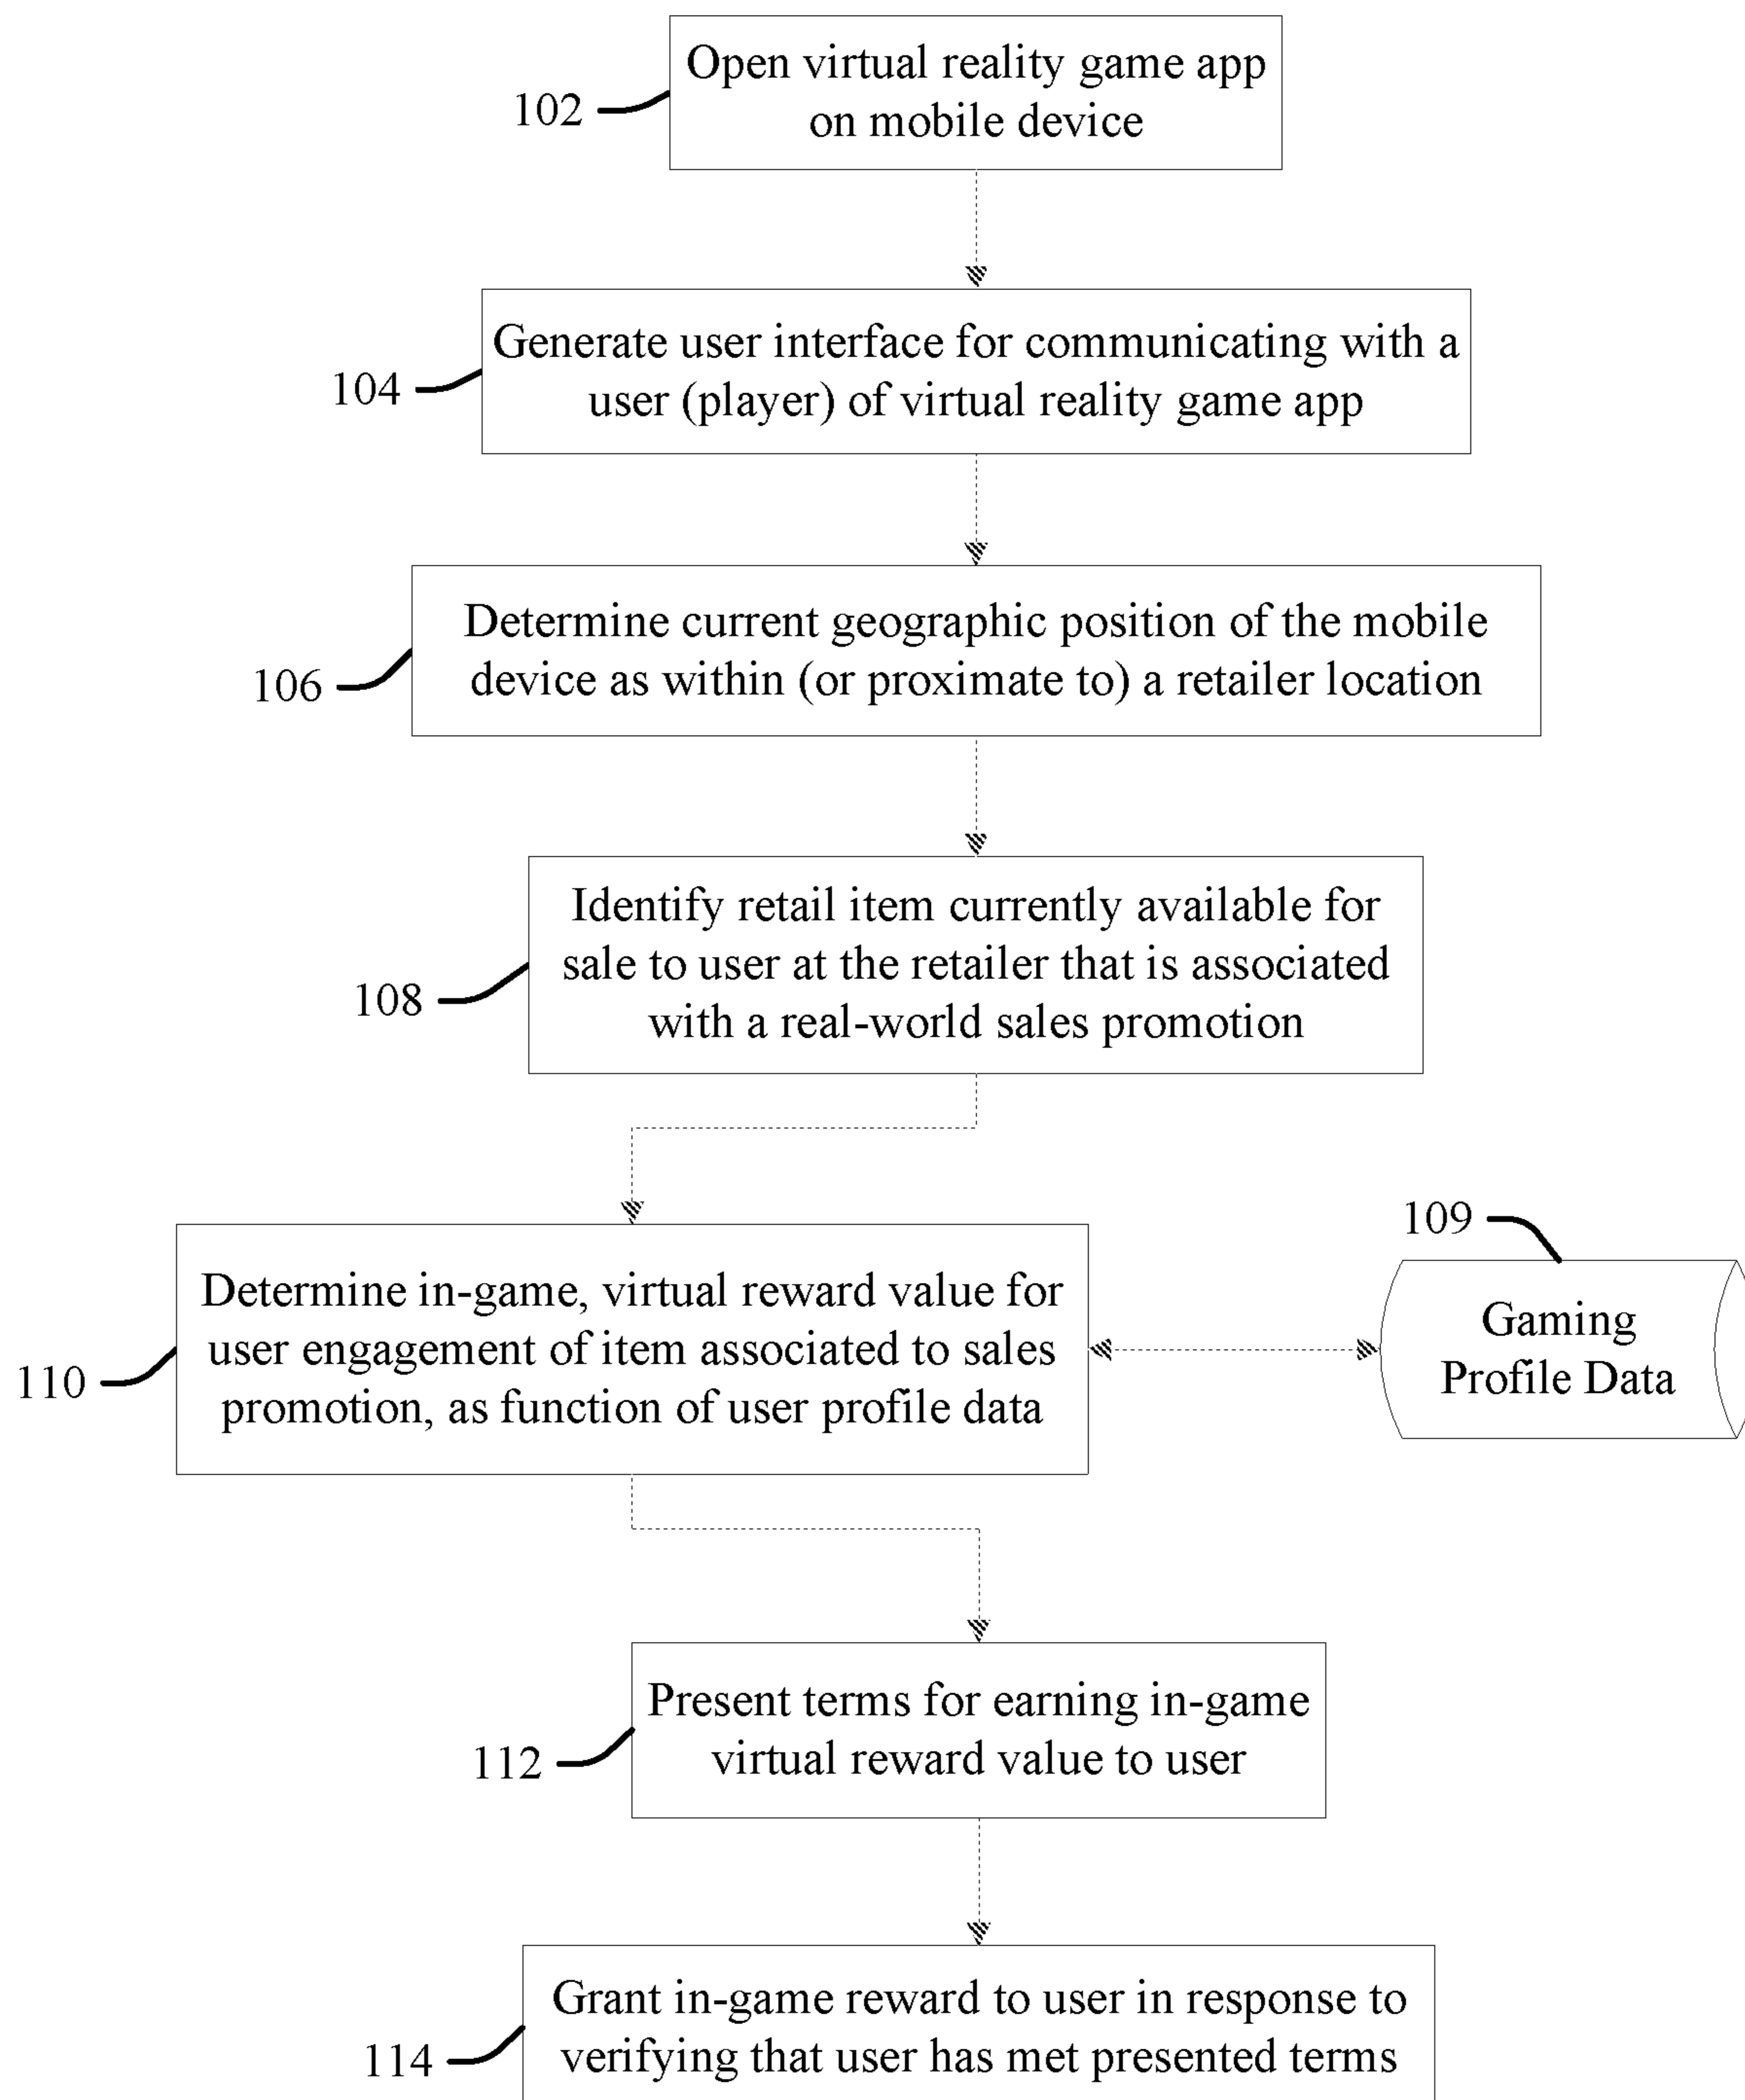 Open virtual reality game app
on mobile device
102
Generate user interface for communicating with a
user (player) of virtual reality game app
104
Determine current geographic position of the mobile
device as within (or proximate to) a retailer location
106
Identify retail item currently available for
sale to user at the retailer that is associated
with a real-world sales promotion
108
109
Gaming
Profile Data
Determine in-game, virtual reward value for
user engagement of item associated to sales
promotion, as function of user profile data
110
Present terms for earning in-game
virtual reward value to user
112
Grant in-game reward to user in response to
verifying that user has met presented terms
114